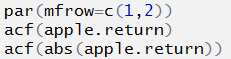 par(mfrow=c(1,2))
acf(apple.return)
acf(abs(apple.return))